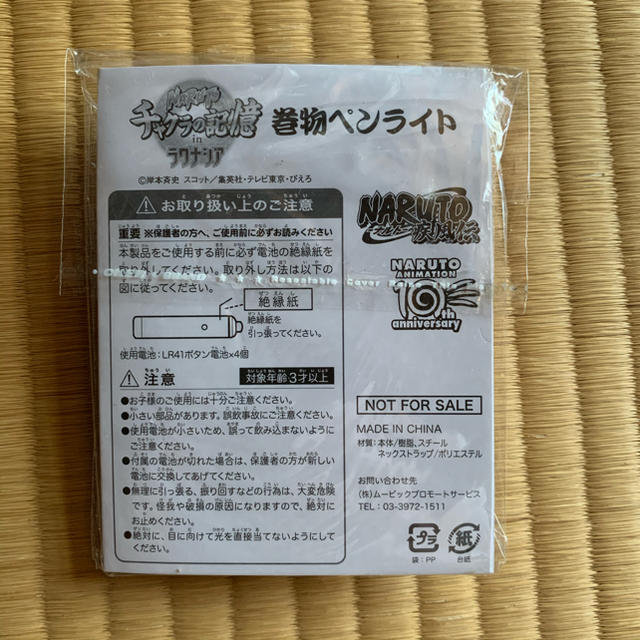 NARUTO
チャクラの記憶
in
ラクナシア
巻物ペンライト
©岸本斉史 スコット/集英社・テレビ東京・ぴえろ
お取り扱い上のご注意
重要 ※保護者の方へ、ご使用前に必ずお読みください
本製品をご使用する前に必ず電池の絶縁紙を
外してください。取り外し方法は以下の
図に従ってください。
絶縁紙
絶縁紙を
引っ張ってください。
使用電池:LR41ボタン電池×4個
注意
対象年齢3才以上
●お子様のご使用には十分ご注意ください。
●小さい部品があります。誤飲事故にご注意ください。
●使用電池が小さいため、誤って飲み込まないように
ご注意ください。
●付属の電池が切れた場合は、保護者の方が新しい
電池に交換してあげてください。
●無理に引っ張る、振り回すなどの行為は、大変危険
です。怪我や破損の原因になりますので、絶対に
お止めください。
●絶対に、目に向けて光を直接当てないようにして
ください。
NARUTO
ナルト 疾風伝
NARUTO
ANIMATION
10th
anniversary
NOT FOR SALE
MADE IN CHINA
材質:本体/樹脂、スチール
ネックストラップ/ポリエステル
お問い合わせ先
(株)ムービックプロモートサービス
TEL:03-3972-1511
プラ
袋:PP
紙
台紙